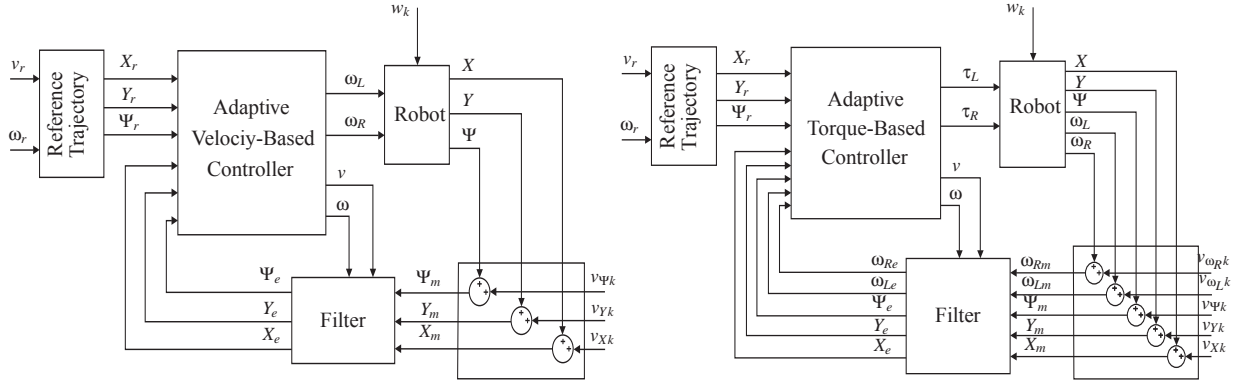 w_k
v_r
ω_r
Reference
Trajectory
X_r
Y_r
Ψ_r
Adaptive
Velociy-Based
Controller
ω_L
ω_R
Robot
X
Y
Ψ
v
ω
Ψ_e
Y_e
X_e
Filter
Ψ_m
Y_m
X_m
+
+
+
+
+
+
v_Ψk
v_Yk
v_Xk
w_k
v_r
ω_r
Reference
Trajectory
X_r
Y_r
Ψ_r
Adaptive
Torque-Based
Controller
τ_L
τ_R
Robot
X
Y
Ψ
ω_L
ω_R
v
ω
ω_Re
ω_Le
Ψ_e
Y_e
X_e
Filter
ω_Rm
ω_Lm
Ψ_m
Y_m
X_m
+
+
+
+
+
+
+
+
+
+
v_ω_R k
v_ω_L k
v_Ψk
v_Yk
v_Xk